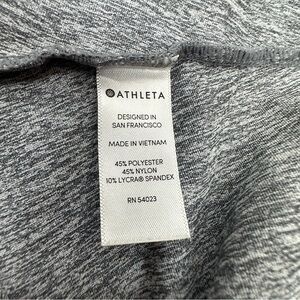 ATHLETA
DESIGNED IN
SAN FRANCISCO
MADE IN VIETNAM
45% POLYESTER
45% NYLON
10% LYCRA® SPANDEX
RN 54023